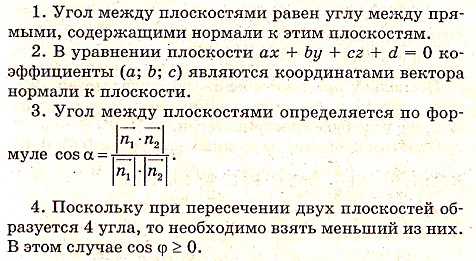 1. Угол между плоскостями равен углу между пря-
мыми, содержащими нормали к этим плоскостям.
2. В уравнении плоскости ax + by + cz + d = 0 ко-
эффициенты (a; b; c) являются координатами вектора
нормали к плоскости.
3. Угол между плоскостями определяется по фор-
муле cos α = |n₁ · n₂| / |n₁| · |n₂|.
4. Поскольку при пересечении двух плоскостей об-
разуется 4 угла, то необходимо взять меньший из них.
В этом случае cos φ ≥ 0.